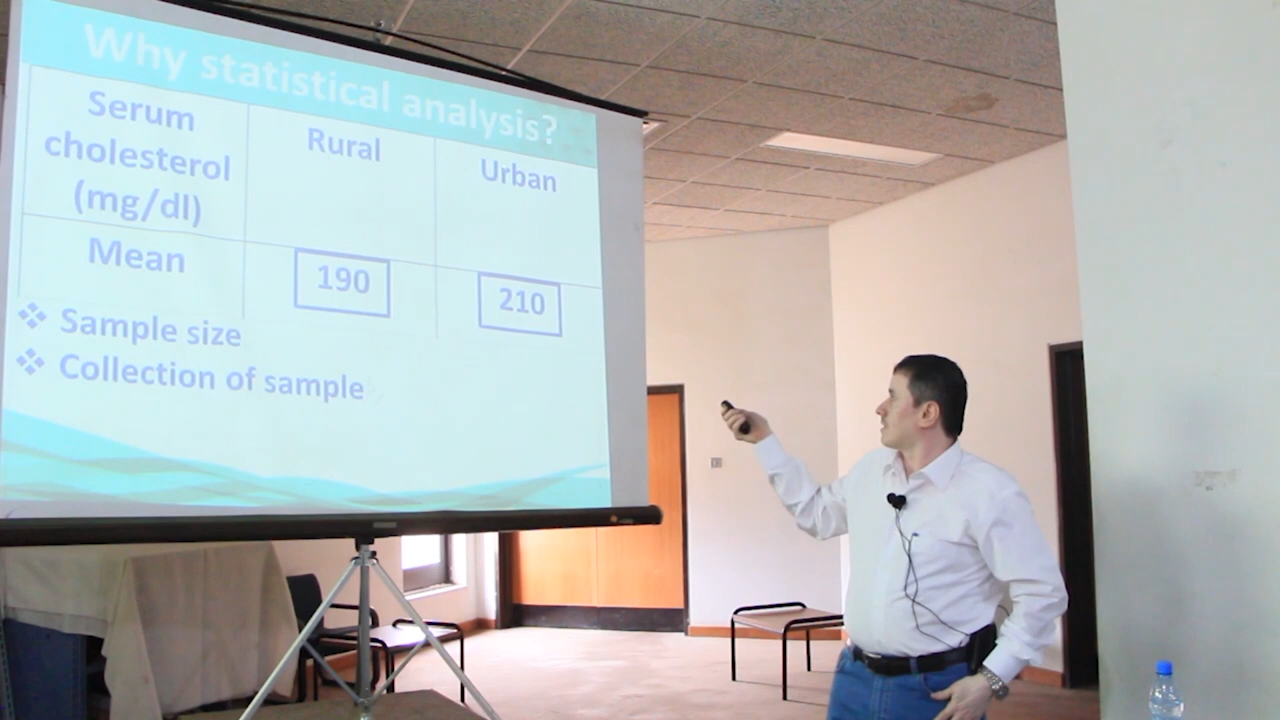 Why statistical analysis?
Serum cholesterol (mg/dl) Rural Urban
Mean 190 210
❖ Sample size
❖ Collection of sample